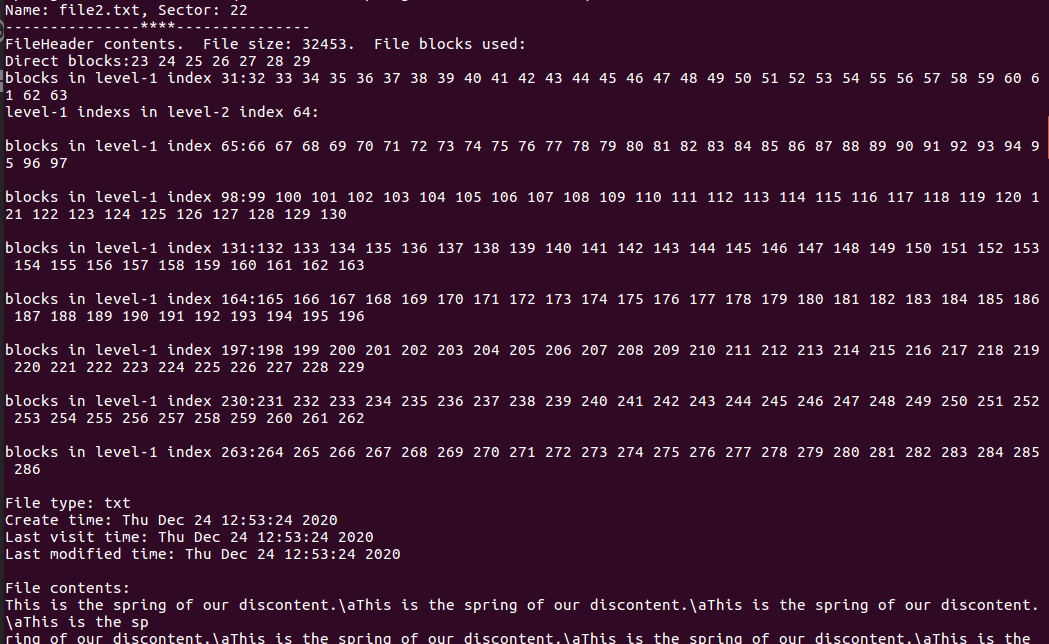 Name: file2.txt, Sector: 22
---------------****---------------
FileHeader contents.  File size: 32453.  File blocks used:
Direct blocks:23 24 25 26 27 28 29
blocks in level-1 index 31:32 33 34 35 36 37 38 39 40 41 42 43 44 45 46 47 48 49 50 51 52 53 54 55 56 57 58 59 60 6
1 62 63
level-1 indexs in level-2 index 64:
blocks in level-1 index 65:66 67 68 69 70 71 72 73 74 75 76 77 78 79 80 81 82 83 84 85 86 87 88 89 90 91 92 93 94 9
5 96 97
blocks in level-1 index 98:99 100 101 102 103 104 105 106 107 108 109 110 111 112 113 114 115 116 117 118 119 120 1
21 122 123 124 125 126 127 128 129 130
blocks in level-1 index 131:132 133 134 135 136 137 138 139 140 141 142 143 144 145 146 147 148 149 150 151 152 153
 154 155 156 157 158 159 160 161 162 163
blocks in level-1 index 164:165 166 167 168 169 170 171 172 173 174 175 176 177 178 179 180 181 182 183 184 185 186
 187 188 189 190 191 192 193 194 195 196
blocks in level-1 index 197:198 199 200 201 202 203 204 205 206 207 208 209 210 211 212 213 214 215 216 217 218 219
 220 221 222 223 224 225 226 227 228 229
blocks in level-1 index 230:231 232 233 234 235 236 237 238 239 240 241 242 243 244 245 246 247 248 249 250 251 252
 253 254 255 256 257 258 259 260 261 262
blocks in level-1 index 263:264 265 266 267 268 269 270 271 272 273 274 275 276 277 278 279 280 281 282 283 284 285
 286
File type: txt
Create time: Thu Dec 24 12:53:24 2020
Last visit time: Thu Dec 24 12:53:24 2020
Last modified time: Thu Dec 24 12:53:24 2020
File contents:
This is the spring of our discontent.\aThis is the spring of our discontent.\aThis is the spring of our discontent.
\aThis is the sp
ring of our discontent.\aThis is the spring of our discontent.\aThis is the spring of our discontent.\aThis is the